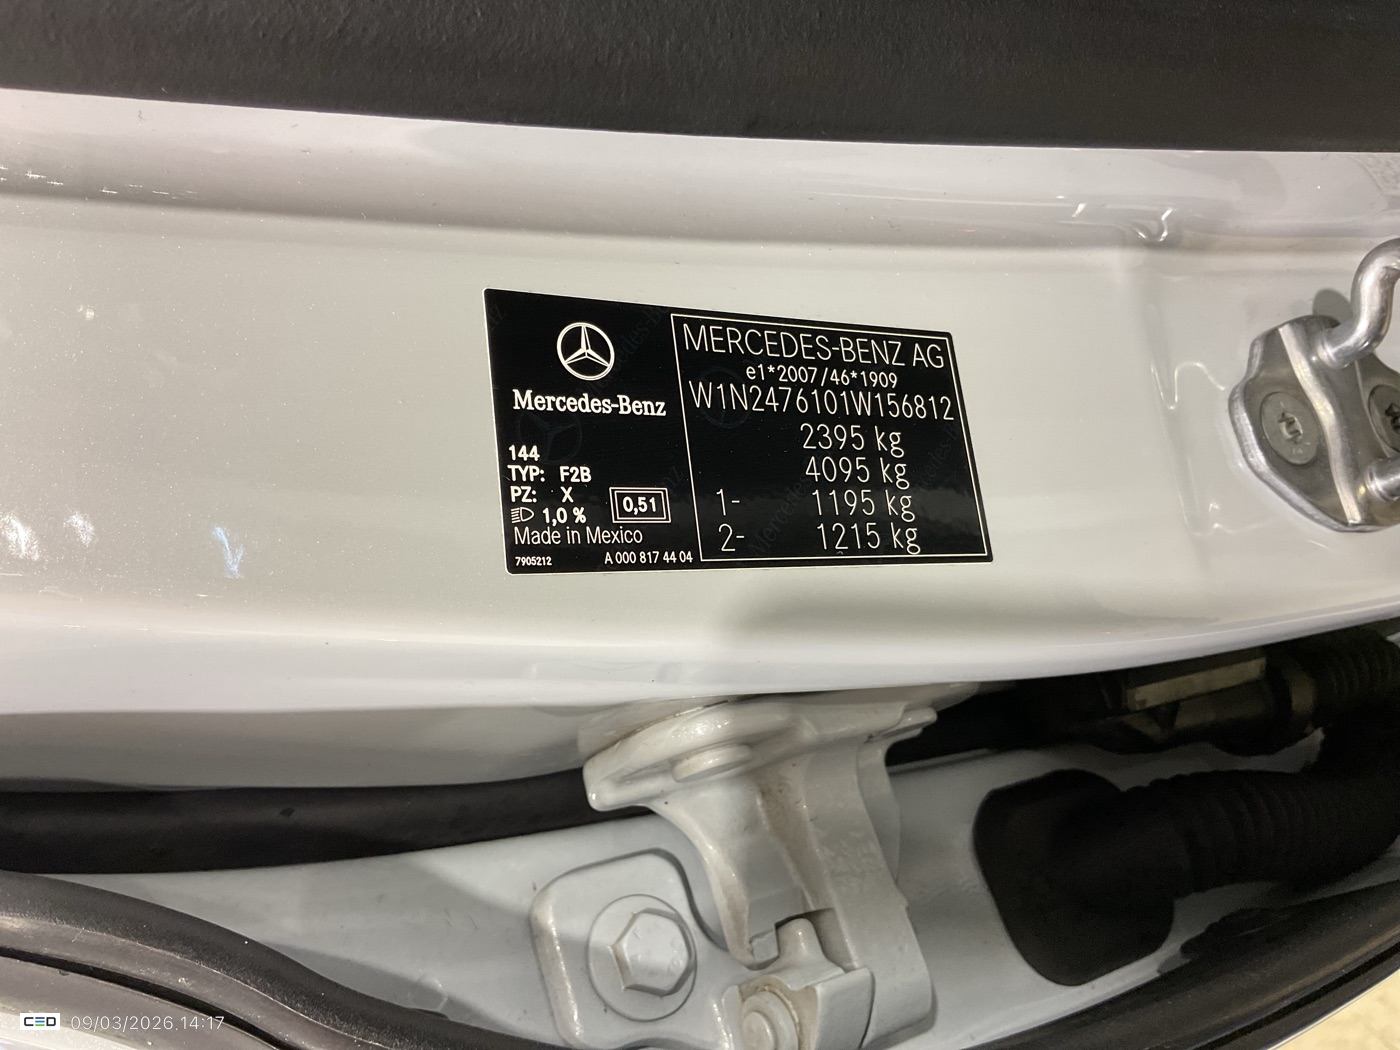 Mercedes-Benz
144
TYP: F2B
PZ: X
1,0 %
0,51
Made in Mexico
7905212
A 000 817 44 04
MERCEDES-BENZ AG
e1*2007/46*1909
W1N2476101W156812
2395 kg
4095 kg
1- 1195 kg
2- 1215 kg
CED 09/03/2026,14:17